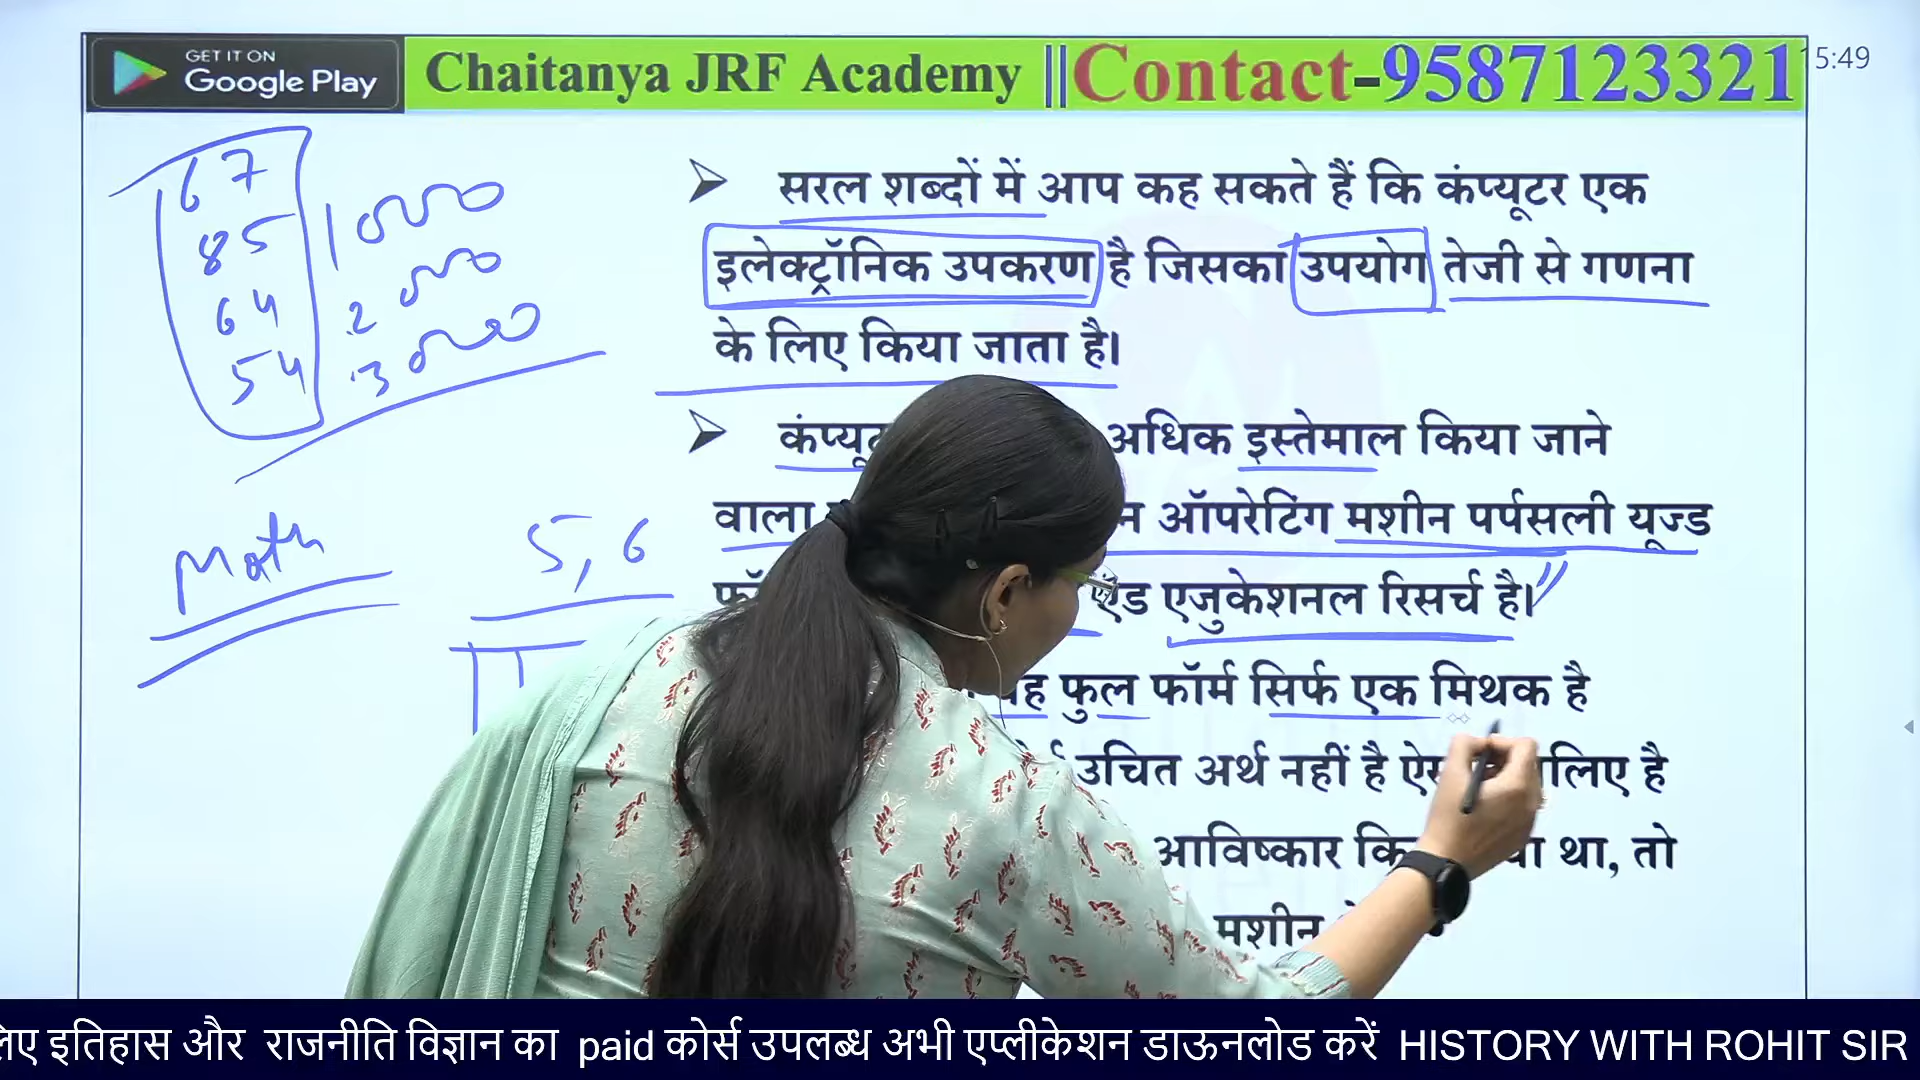 GET IT ON
Google Play
Chaitanya JRF Academy ||Contact-9587123321
15:49
सरल शब्दों में आप कह सकते हैं कि कंप्यूटर एक
इलेक्ट्रॉनिक उपकरण है जिसका उपयोग तेजी से गणना
के लिए किया जाता है।
अधिक इस्तेमाल किया जाने
वाला ऑपरेटिंग मशीन पर्पसली यूज्ड
एंड एजुकेशनल रिसर्च है।
फुल फॉर्म सिर्फ एक मिथक है
उचित अर्थ नहीं है लिए है
आविष्कार था, तो
मशीन
67
85
64
54
1000
2000
3000
Math
5, 6
इतिहास और राजनीति विज्ञान का paid कोर्स उपलब्ध अभी एप्लीकेशन डाऊनलोड करें HISTORY WITH ROHIT SIR